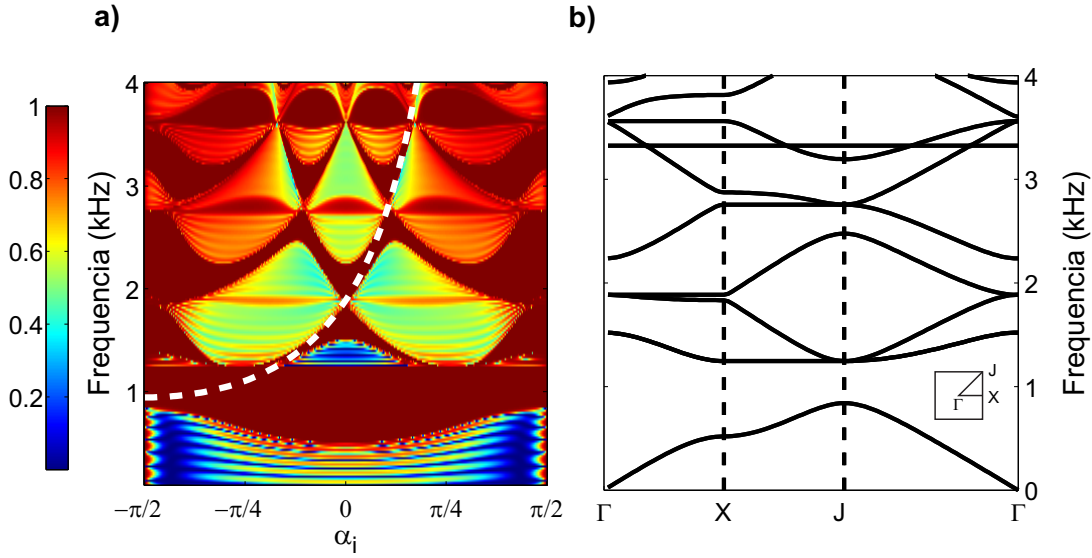 a)
b)
1
0.8
0.6
0.4
0.2
Frequencia (kHz)
4
3
2
1
−π/2
−π/4
0
π/4
π/2
αi
4
3
2
1
0
Frequencia (kHz)
Γ
X
J
Γ
J
X
Γ